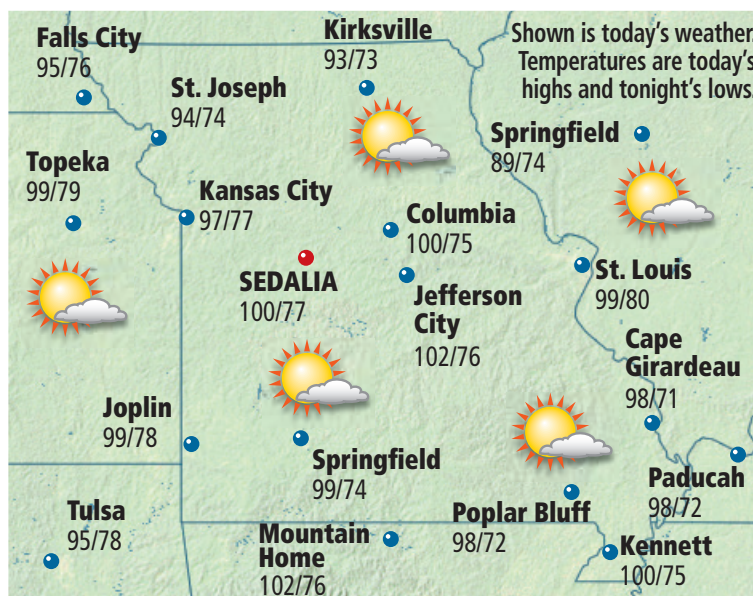 Falls City
95/76
Kirksville
93/73
Shown is today's weather.
Temperatures are today's
highs and tonight's lows.
St. Joseph
94/74
Springfield
89/74
Topeka
99/79
Kansas City
97/77
Columbia
100/75
SEDALIA
100/77
Jefferson
City
102/76
St. Louis
99/80
Cape
Girardeau
98/71
Joplin
99/78
Springfield
99/74
Poplar Bluff
98/72
Paducah
98/72
Tulsa
95/78
Mountain
Home
102/76
Kennett
100/75